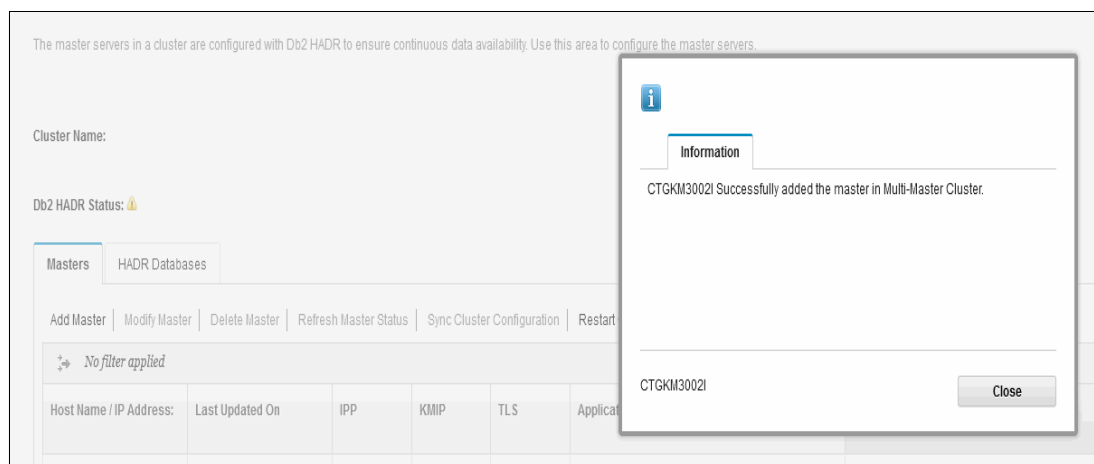 The master servers in a cluster are configured with Db2 HADR to ensure continuous data availability. Use this area to configure the master servers.
Cluster Name:
Db2 HADR Status:
Masters
HADR Databases
Add Master | Modify Master | Delete Master | Refresh Master Status | Sync Cluster Configuration | Restart
No filter applied
Host Name / IP Address: Last Updated On IPP KMIP TLS
i
Information
CTGKM3002I Successfully added the master in Multi-Master Cluster.
CTGKM3002I
Close